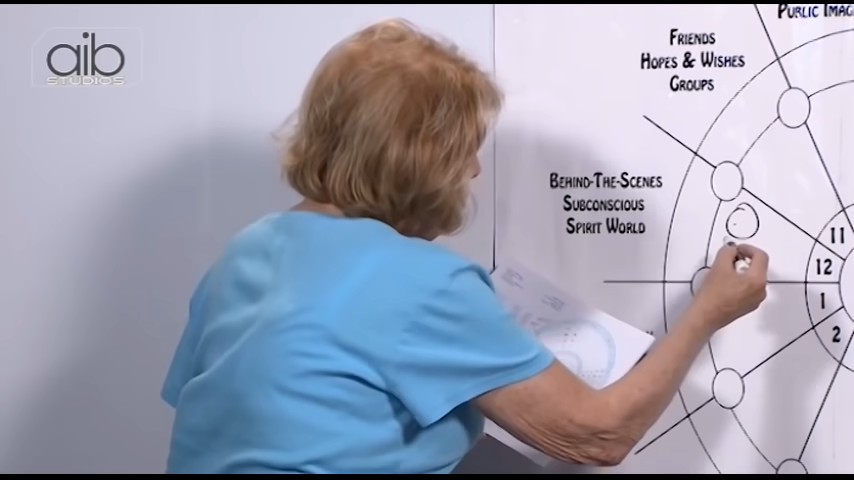 aib
STUDIOS
PUBLIC IMAG
FRIENDS
HOPES & WISHES
GROUPS
BEHIND-THE-SCENES
SUBCONSCIOUS
SPIRIT WORLD
11
12
1
2